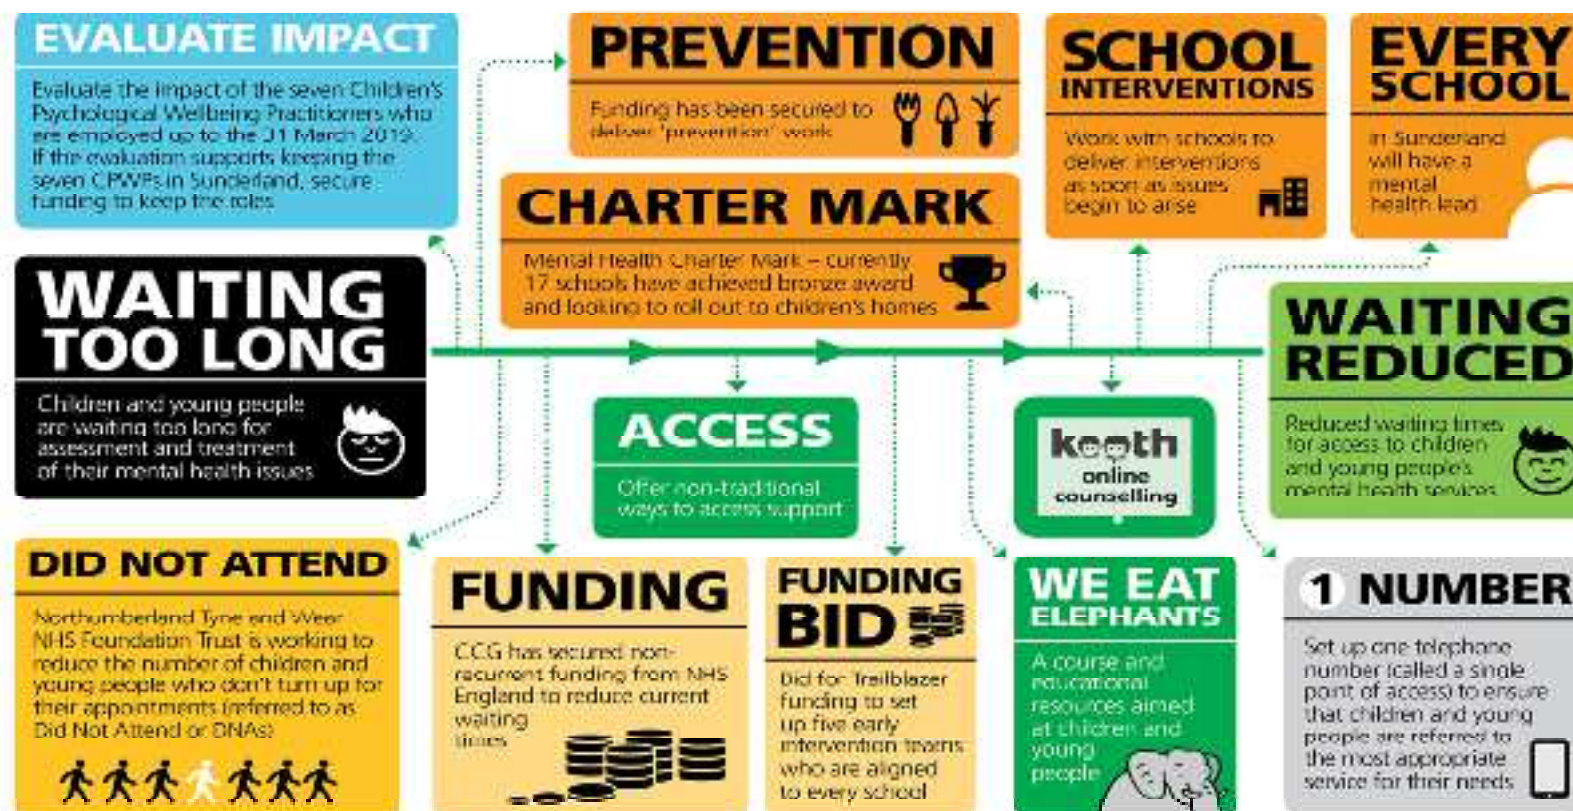 EVALUATE IMPACT
Evaluate the impact of the seven Children's
Psychological Wellbeing Practitioners who
are employed up to the 31 March 2019.
If the evaluation supports keeping the
seven CPWPs in Sunderland, secure
funding to keep the roles
PREVENTION
Funding has been secured to
deliver 'prevention' work
SCHOOL
INTERVENTIONS
Work with schools to
deliver interventions
as soon as issues
begin to arise
EVERY
SCHOOL
in Sunderland
will have a
mental
health lead
CHARTER MARK
Mental Health Charter Mark – currently
17 schools have achieved bronze award
and looking to roll out to children's homes
WAITING
TOO LONG
Children and young people
are waiting too long for
assessment and treatment
of their mental health issues
WAITING
REDUCED
Reduced waiting times
for access to children
and young people's
mental health services
ACCESS
Offer non-traditional
ways to access support
kooth
online
counselling
DID NOT ATTEND
Northumberland Tyne and Wear
NHS Foundation Trust is working to
reduce the number of children and
young people who don't turn up for
their appointments (referred to as
Did Not Attend or DNAs)
FUNDING
CCG has secured non-
recurrent funding from NHS
England to reduce current
waiting
times
FUNDING
BID
Bid for Trailblazer
funding to set
up five early
intervention teams
who are aligned
to every school
WE EAT
ELEPHANTS
A course and
educational
resources aimed
at children and
young
people
1 NUMBER
Set up one telephone
number (called a single
point of access) to ensure
that children and young
people are referred to
the most appropriate
service for their needs